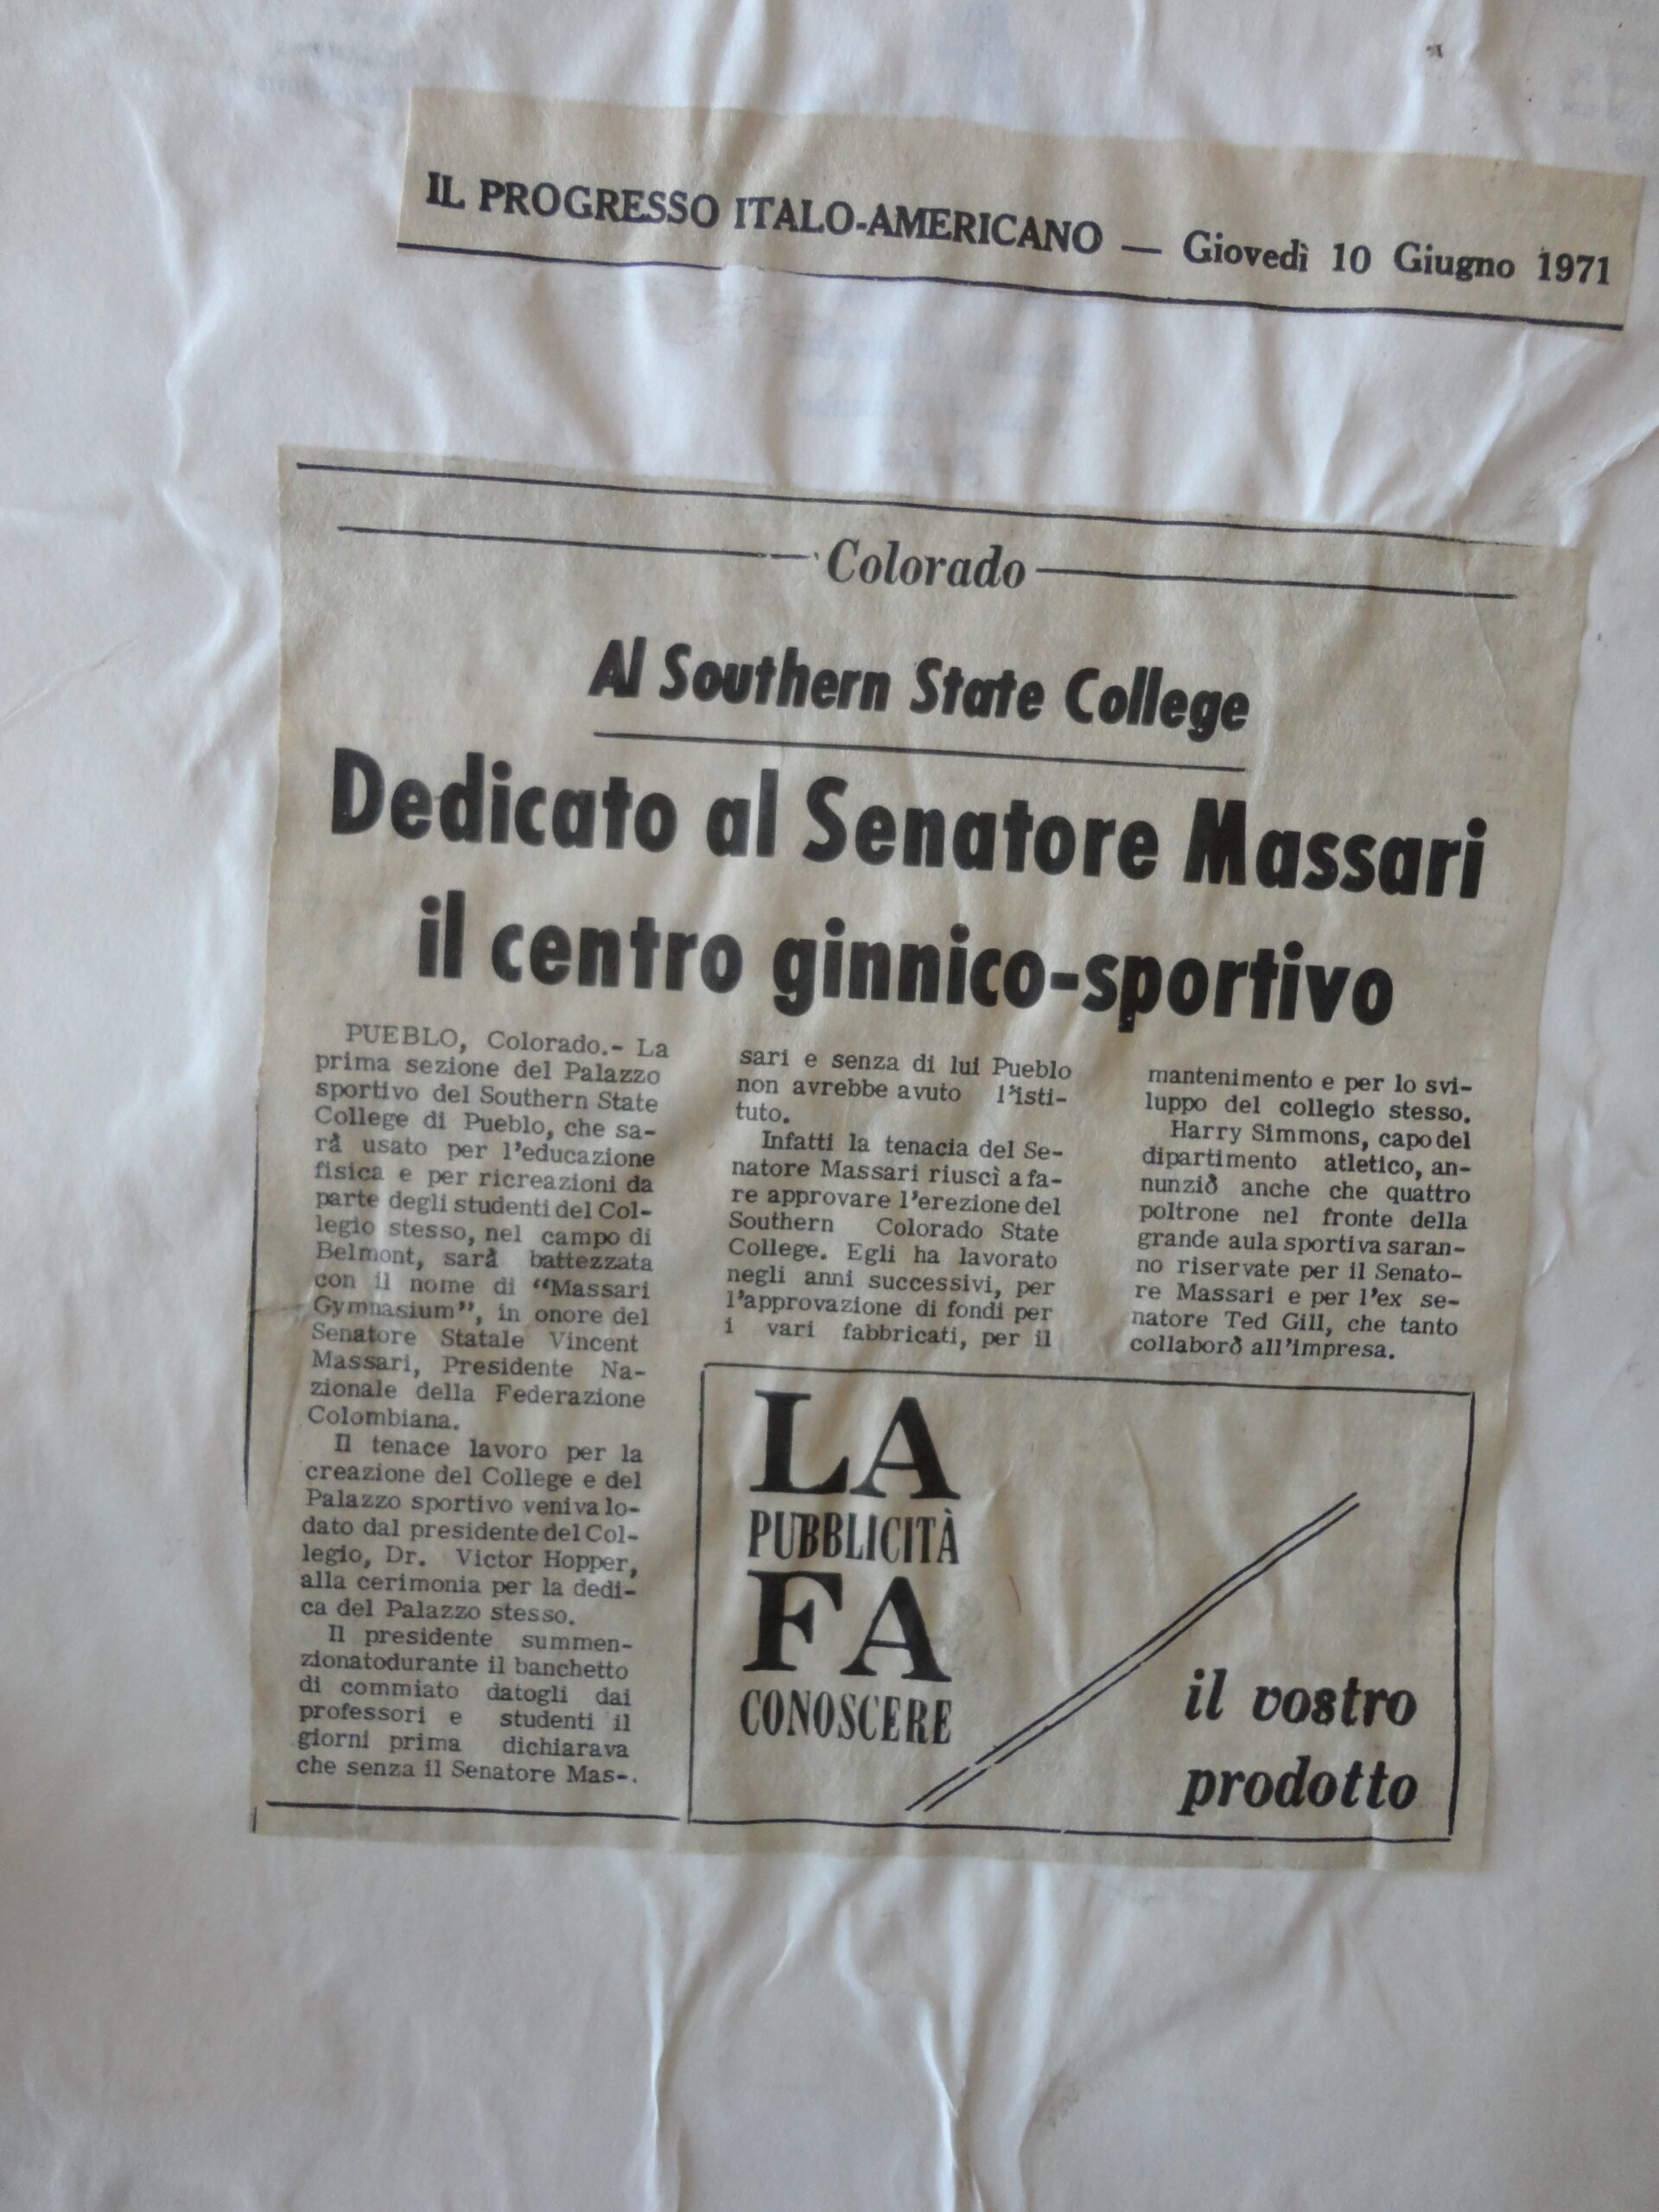 IL PROGRESSO ITALO-AMERICANO — Giovedì 10 Giugno 1971
Colorado
Al Southern State College
Dedicato al Senatore Massari
il centro ginnico-sportivo
PUEBLO, Colorado.- La
prima sezione del Palazzo
sportivo del Southern State
College di Pueblo, che sa-
rà usato per l'educazione
fisica e per ricreazioni da
parte degli studenti del Col-
legio stesso, nel campo di
Belmont, sarà battezzata
con il nome di “Massari
Gymnasium”, in onore del
Senatore Statale Vincent
Massari, Presidente Na-
zionale della Federazione
Colombiana.
Il tenace lavoro per la
creazione del College e del
Palazzo sportivo veniva lo-
dato dal presidente del Col-
legio, Dr. Victor Hopper,
alla cerimonia per la dedi-
ca del Palazzo stesso.
Il presidente summen-
zionatodurante il banchetto
di commiato datogli dai
professori e studenti il
giorni prima dichiarava
che senza il Senatore Mas-.
sari e senza di lui Pueblo
non avrebbe avuto l'isti-
tuto.
Infatti la tenacia del Se-
natore Massari riuscì a fa-
re approvare l'erezione del
Southern Colorado State
College. Egli ha lavorato
negli anni successivi, per
l'approvazione di fondi per
i vari fabbricati, per il
mantenimento e per lo svi-
luppo del collegio stesso.
Harry Simmons, capo del
dipartimento atletico, an-
nunziò anche che quattro
poltrone nel fronte della
grande aula sportiva saran-
no riservate per il Senato-
re Massari e per l'ex se-
natore Ted Gill, che tanto
collaborò all'impresa.
LA
PUBBLICITÀ
FA
CONOSCERE
il vostro
prodotto